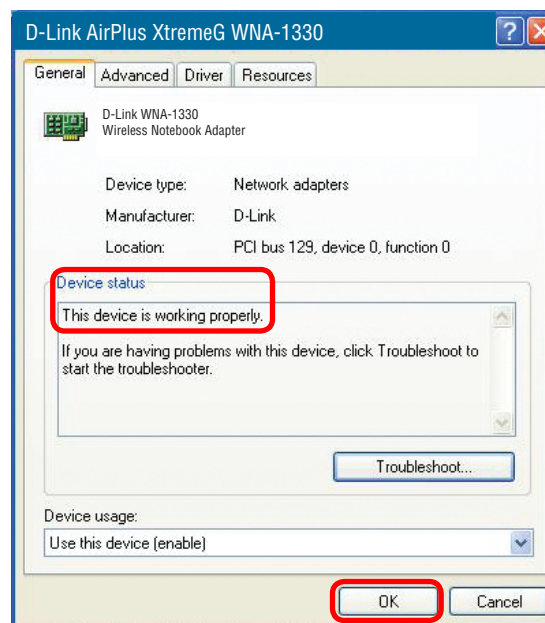 D-Link AirPlus XtremeG WNA-1330
?
General Advanced Driver Resources
D-Link WNA-1330
Wireless Notebook Adapter
Device type: Network adapters
Manufacturer: D-Link
Location: PCI bus 129, device 0, function 0
Device status
This device is working properly.
If you are having problems with this device, click Troubleshoot to
start the troubleshooter.
Troubleshoot...
Device usage:
Use this device (enable)
OK Cancel